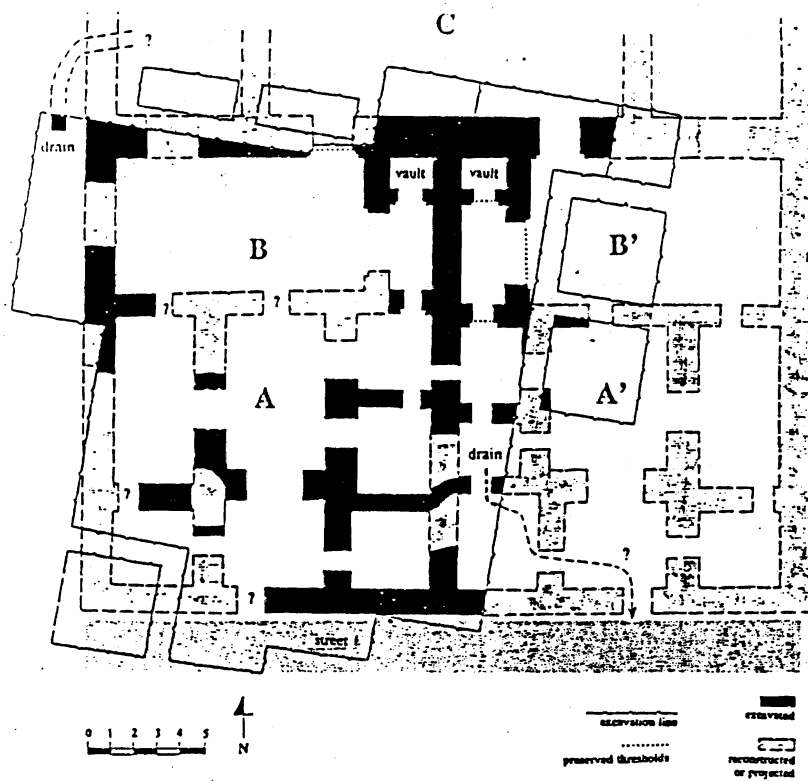 C
?
drain
vault vault
B
B'
? ?
A
A'
drain
?
?
?
street 1
0 1 2 3 4 5
N
excavation line
excavated
preserved thresholds
reconstructed
or projected